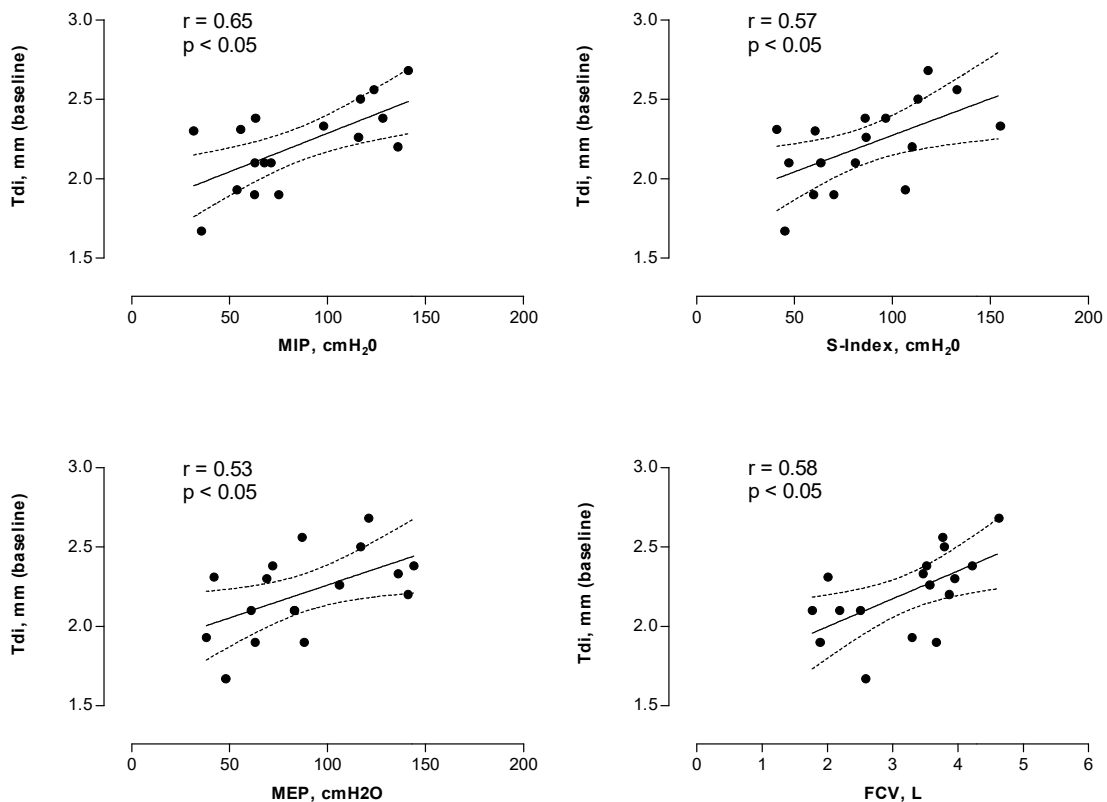 r = 0.65
p < 0.05
3.0
2.5
2.0
1.5
Tdi, mm (baseline)
0 50 100 150 200
MIP, cmH₂0
r = 0.57
p < 0.05
3.0
2.5
2.0
1.5
Tdi, mm (baseline)
0 50 100 150 200
S-Index, cmH₂0
r = 0.53
p < 0.05
3.0
2.5
2.0
1.5
Tdi, mm (baseline)
0 50 100 150 200
MEP, cmH2O
r = 0.58
p < 0.05
3.0
2.5
2.0
1.5
Tdi, mm (baseline)
0 1 2 3 4 5 6
FCV, L